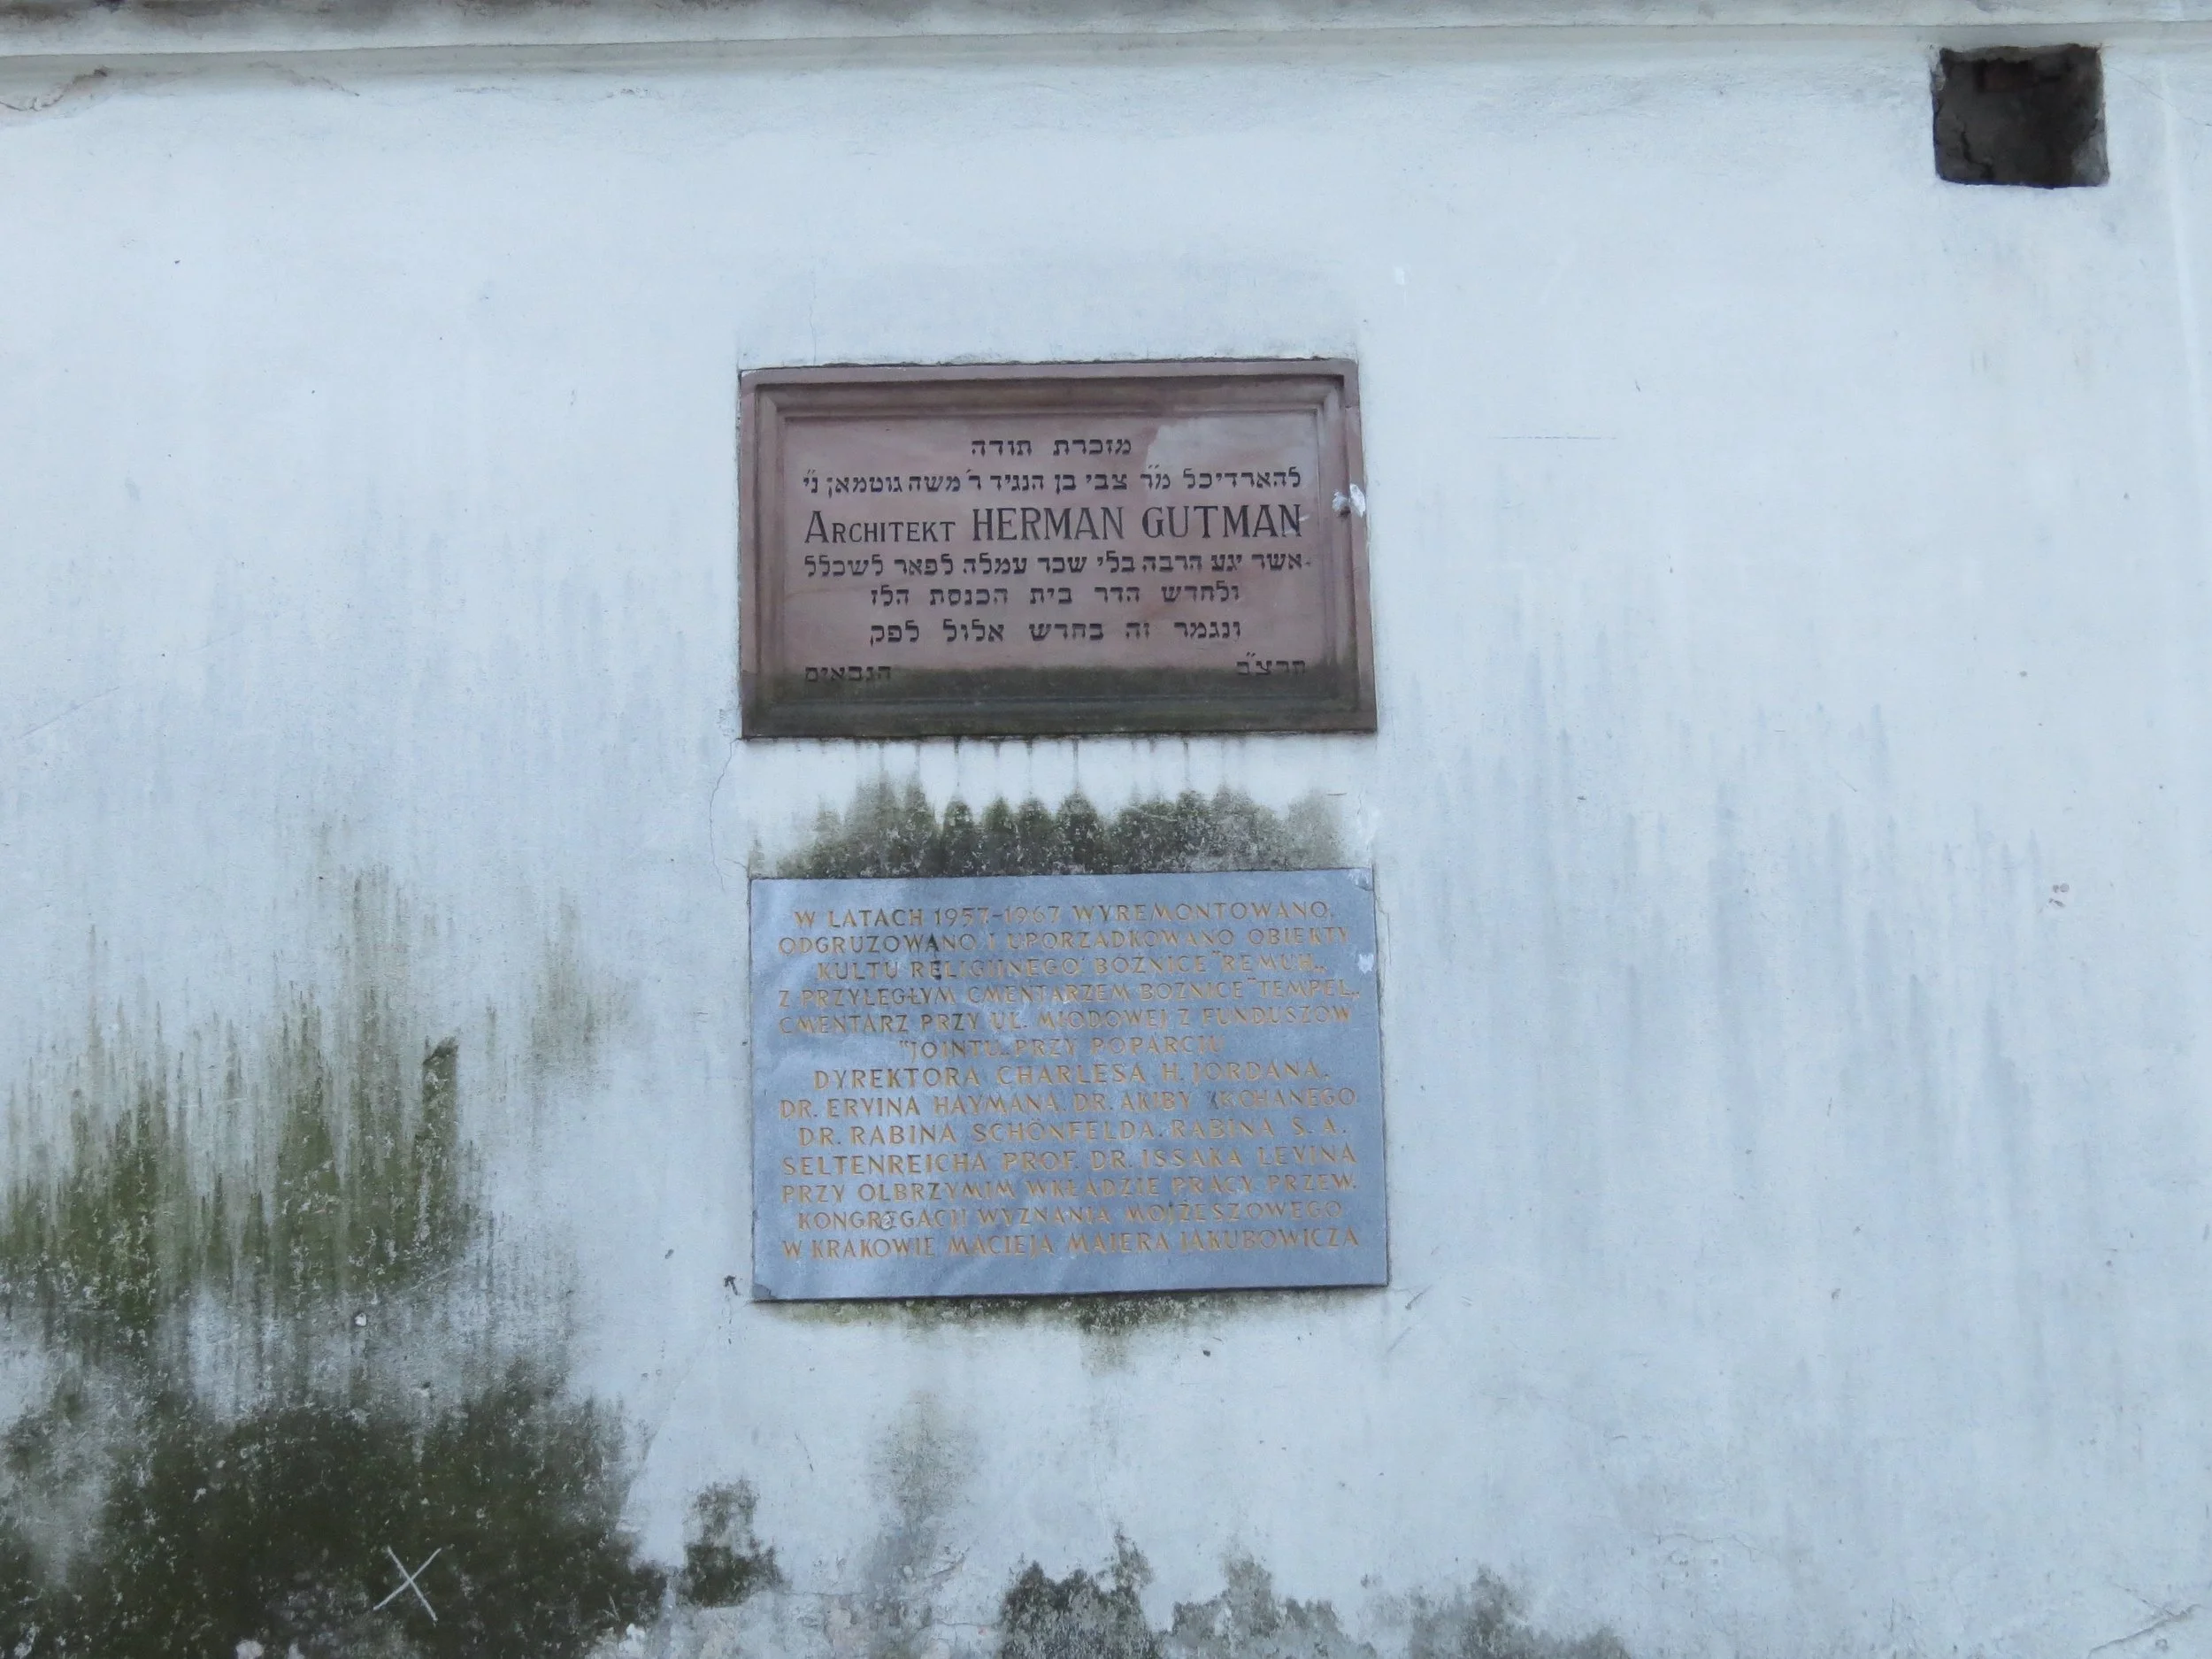 מזכרת תודה
להארדיכל מ״ר צבי בן הנגיד ר׳ משה גוטמאן נ״י
ARCHITEKT HERMAN GUTMAN
אשר יגע הרבה בלי שכר עמלה לפאר לשכלל
ולחדש הדר בית הכנסת הלז
ונגמר זה בחדש אלול לפק
תרצ״ב הגבאים
W LATACH 1957-1967 WYREMONTOWANO,
ODGRUZOWANO I UPORZĄDKOWANO OBIEKTY
KULTU RELIGIJNEGO BOŻNICE "REMUH„
Z PRZYLEGŁYM CMENTARZEM BOŻNICE "TEMPEL„
CMENTARZ PRZY UL. MIODOWEJ Z FUNDUSZÓW
"JOINTU„ PRZY POPARCIU
DYREKTORA CHARLESA H. JORDANA,
DR. ERVINA HAYMANA, DR. AKIBY KOHANEGO
DR. RABINA SCHÖNFELDA, RABINA S. A.
SELTENREICHA PROF. DR. ISSAKA LEVINA
PRZY OLBRZYMIM WKŁADZIE PRACY PRZEW.
KONGREGACJI WYZNANIA MOJŻESZOWEGO
W KRAKOWIE MACIEJA MAIERA JAKUBOWICZA